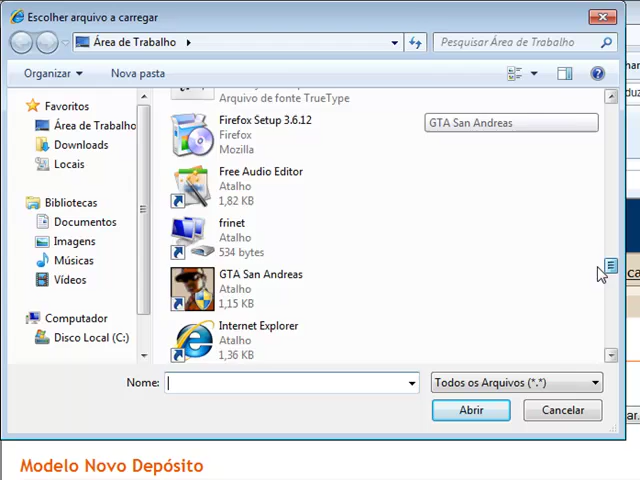 Escolher arquivo a carregar
Área de Trabalho
Pesquisar Área de Trabalho
Organizar
Nova pasta
Favoritos
Área de Trabalho
Downloads
Locais
Bibliotecas
Documentos
Imagens
Músicas
Vídeos
Computador
Disco Local (C:)
Arquivo de fonte TrueType
Firefox Setup 3.6.12
Firefox
Mozilla
Free Audio Editor
Atalho
1,82 KB
frinet
Atalho
534 bytes
GTA San Andreas
Atalho
1,15 KB
Internet Explorer
Atalho
1,36 KB
GTA San Andreas
Nome:
Todos os Arquivos (*.*)
Abrir
Cancelar
Modelo Novo Depósito